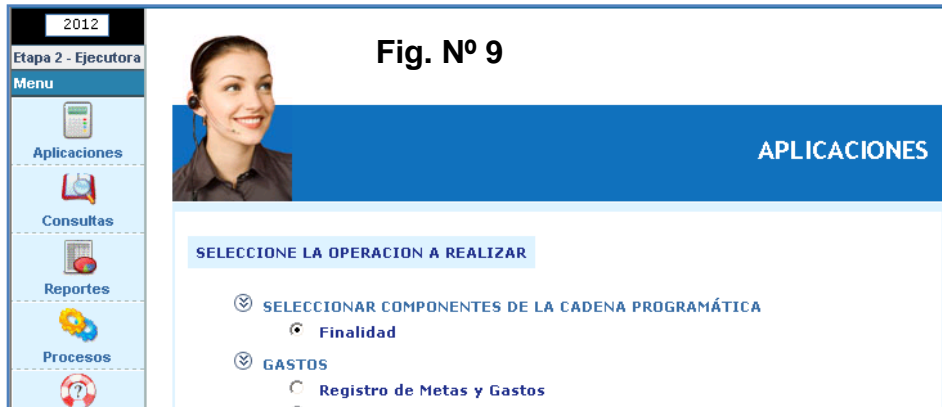 2012
Etapa 2 - Ejecutora
Menu
Aplicaciones
Consultas
Reportes
Procesos
Fig. Nº 9
APLICACIONES
SELECCIONE LA OPERACION A REALIZAR
SELECCIONAR COMPONENTES DE LA CADENA PROGRAMÁTICA
Finalidad
GASTOS
Registro de Metas y Gastos